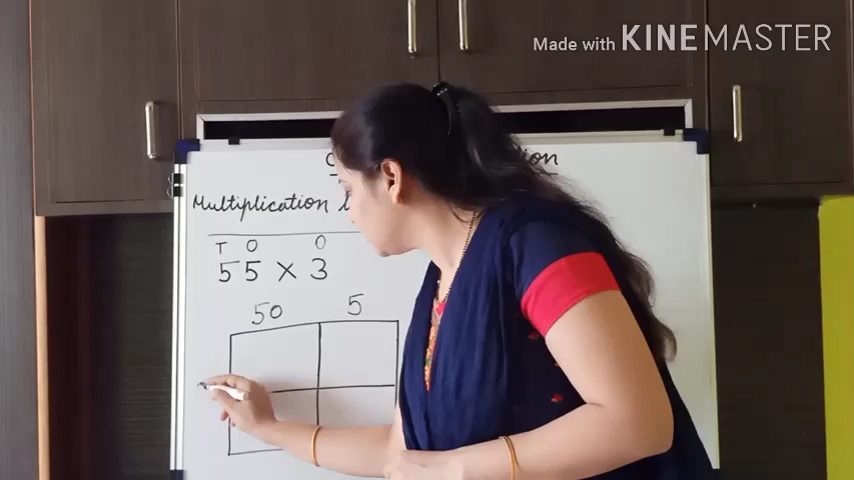 Made with KINEMASTER
Multiplication
T O O
55 × 3
50 5